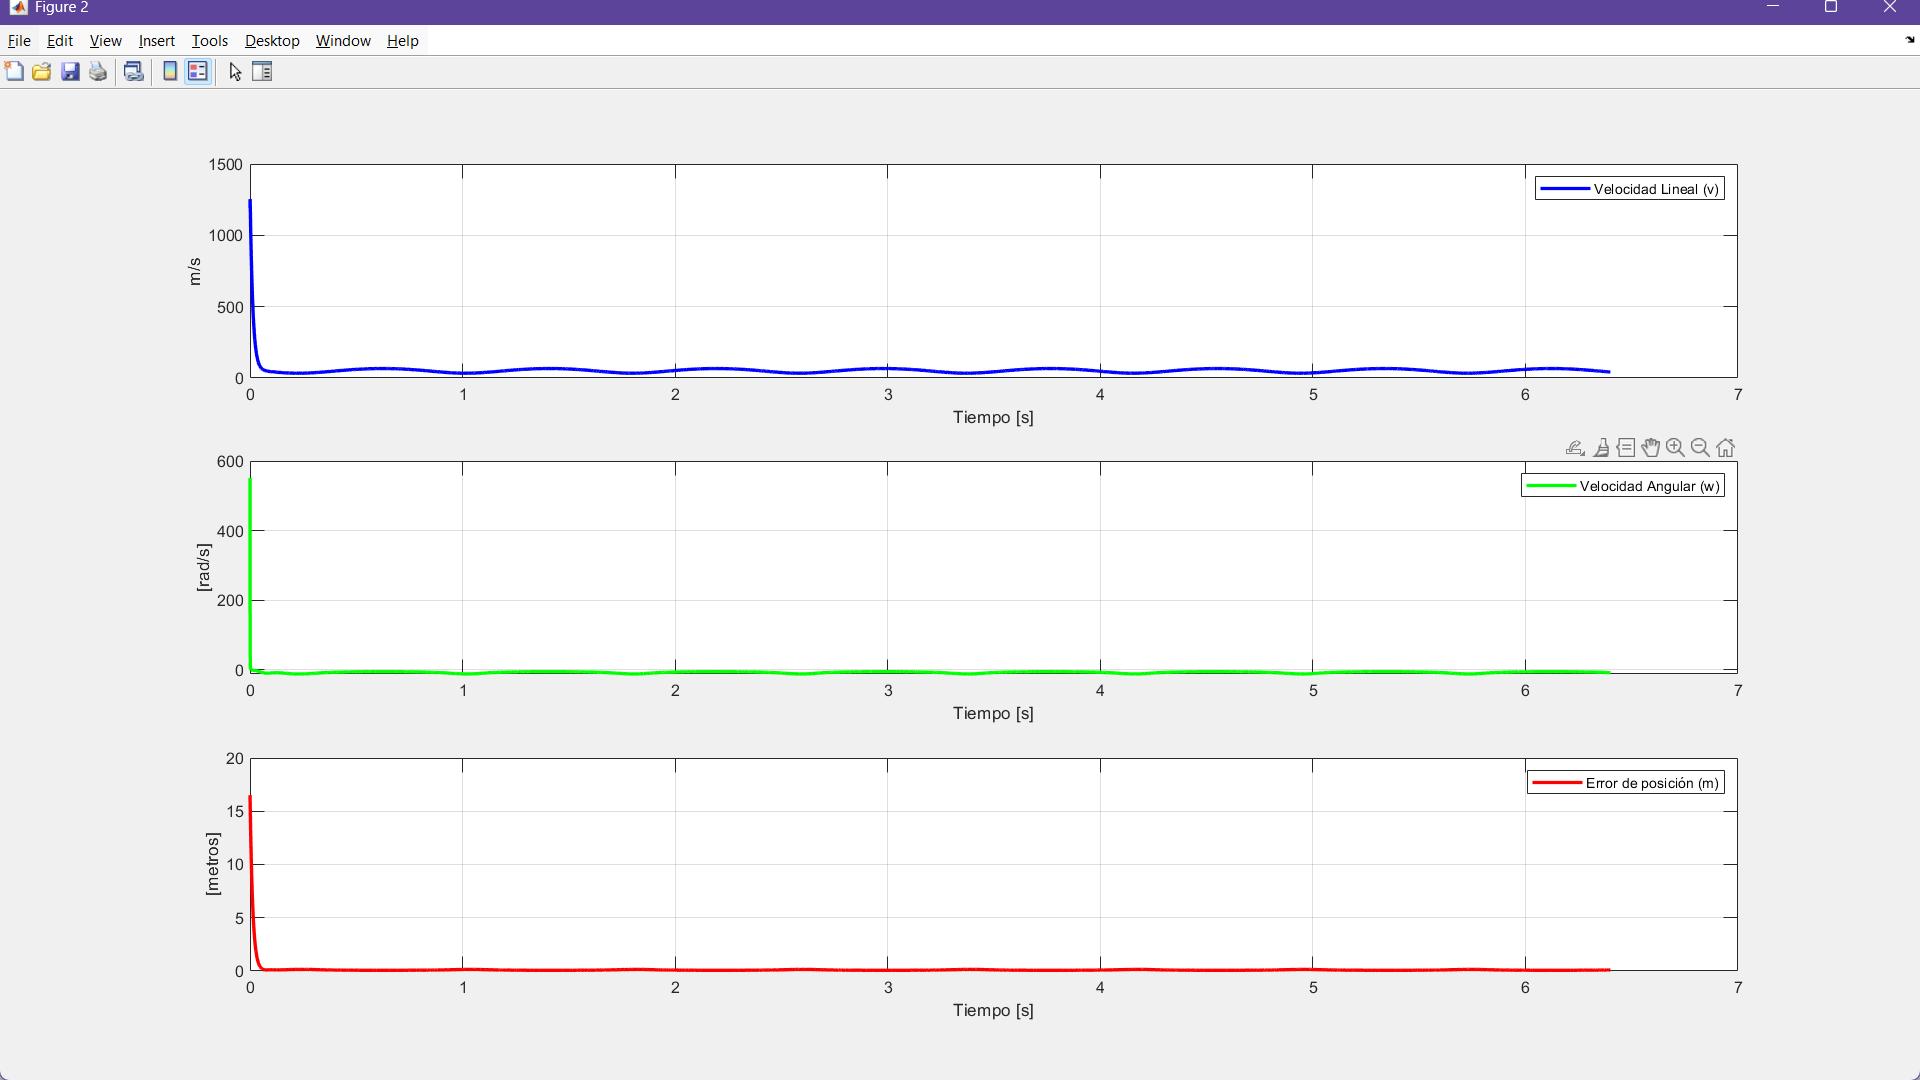 Figure 2
File Edit View Insert Tools Desktop Window Help
1500
1000
500
0
m/s
Velocidad Lineal (v)
0 1 2 3 4 5 6 7
Tiempo [s]
600
400
200
0
[rad/s]
Velocidad Angular (w)
0 1 2 3 4 5 6 7
Tiempo [s]
20
15
10
5
0
[metros]
Error de posición (m)
0 1 2 3 4 5 6 7
Tiempo [s]